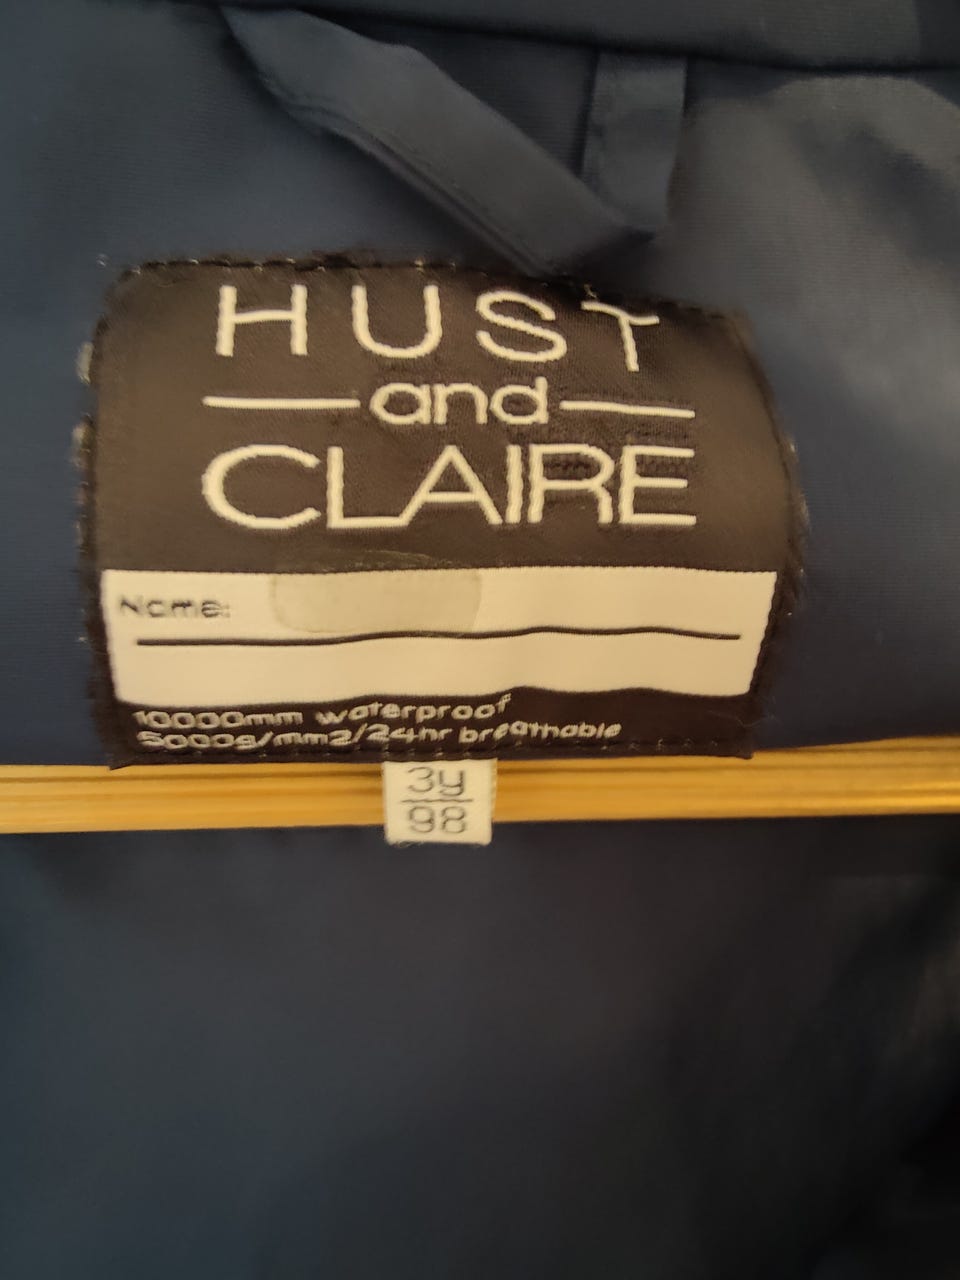 HUST
and
CLAIRE
Name:
10000mm waterproof
5000g/mm2/24hr breathable
3y
98